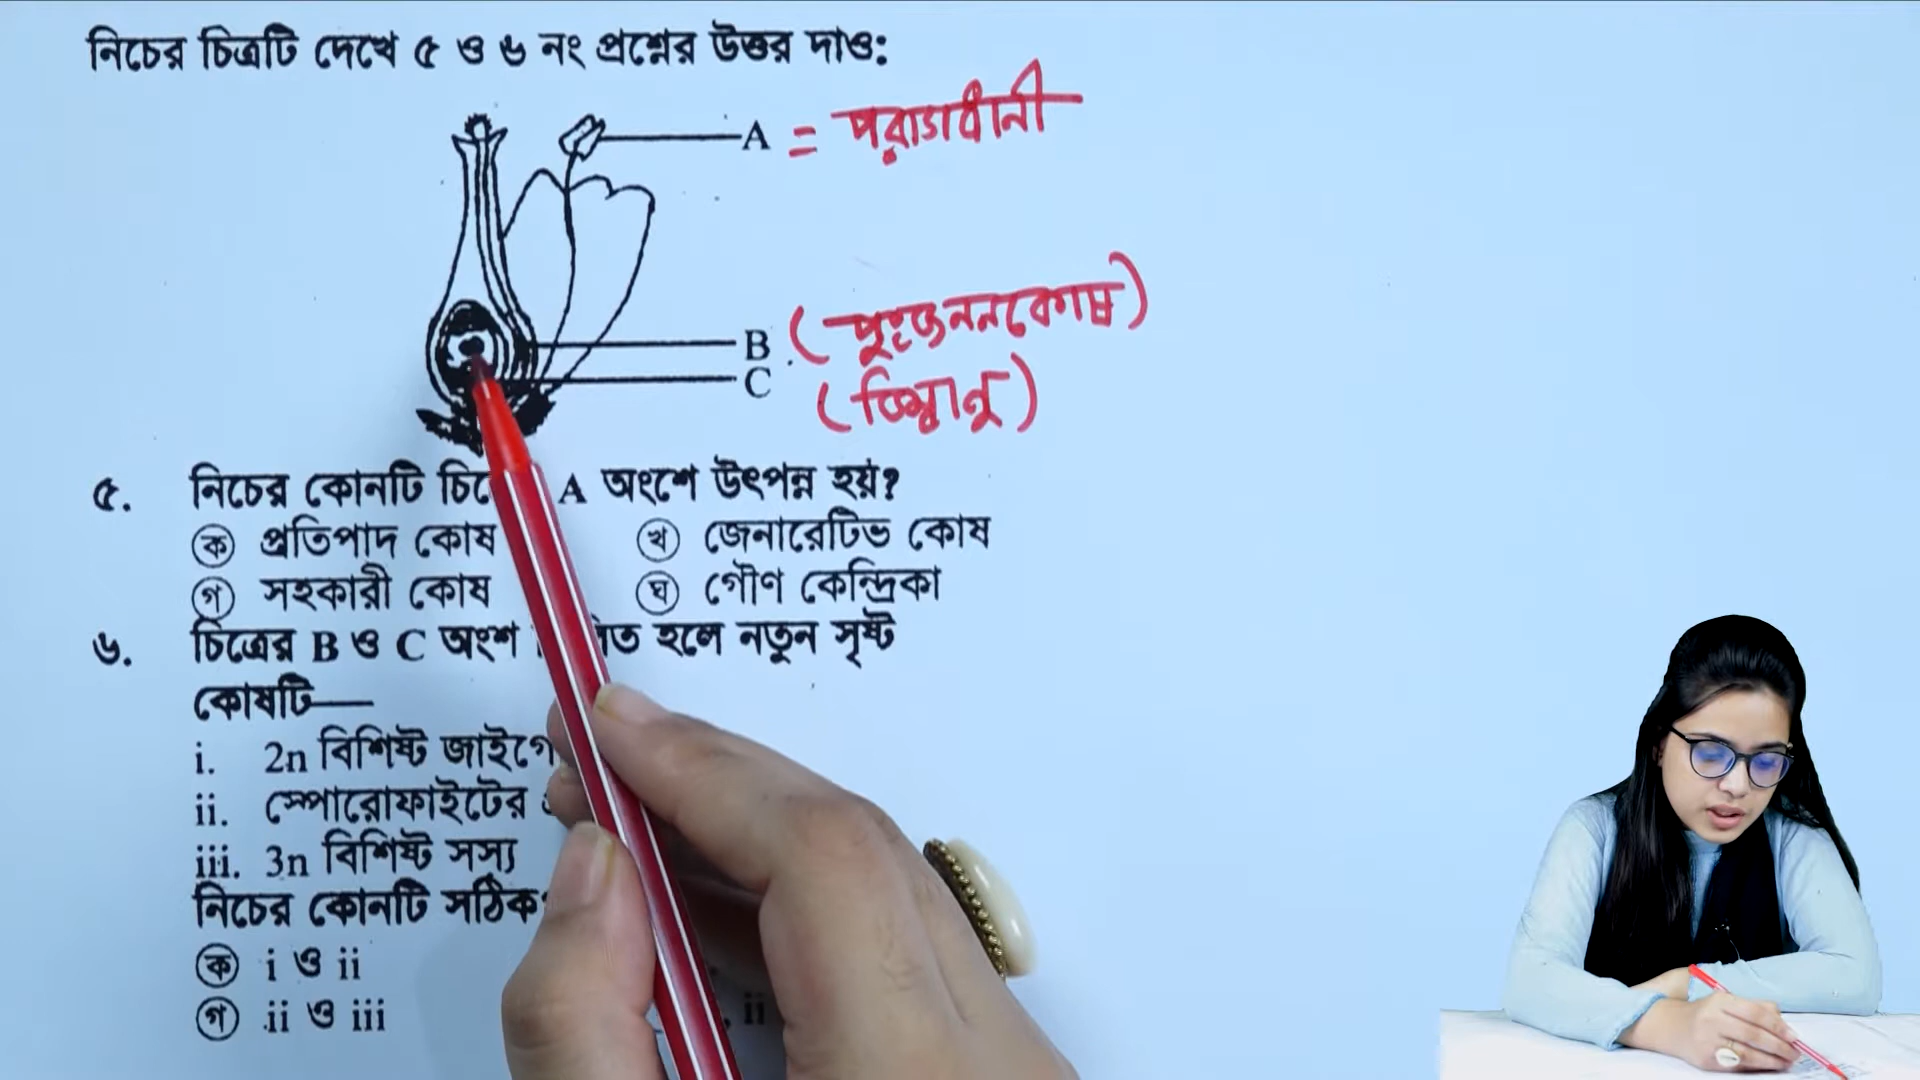 নিচের চিত্রটি দেখে ৫ ও ৬ নং প্রশ্নের উত্তর দাও:
A = পরাগধানী
B (পুংজননকোষ)
C (ডিম্বানু)
৫. নিচের কোনটি A অংশে উৎপন্ন হয়?
ক প্রতিপাদ কোষ খ জেনারেটিভ কোষ
গ সহকারী কোষ ঘ গৌণ কেন্দ্রিকা
৬. চিত্রের B ও C অংশ হলে নতুন সৃষ্ট
কোষটি—
i. 2n বিশিষ্ট
ii. স্পোরোফাইটের
iii. 3n বিশিষ্ট সস্য
নিচের কোনটি সঠিক
ক i ও ii
গ ii ও iii , ii